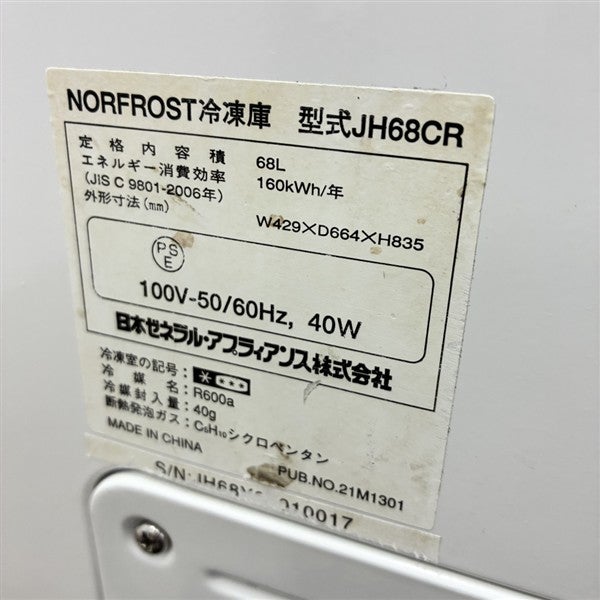 NORFROST冷凍庫 型式JH68CR
定格内容積 68L
エネルギー消費効率 160kWh/年
(JIS C 9801-2006年)
外形寸法(mm) W429×D664×H835
PS
E
100V-50/60Hz, 40W
日本ゼネラル・アプライアンス株式会社
冷凍室の記号: ****
冷媒名: R600a
冷媒封入量: 40g
断熱発泡ガス: C₅H₁₀シクロペンタン
MADE IN CHINA PUB.NO.21M1301
S/N:JH68 010017